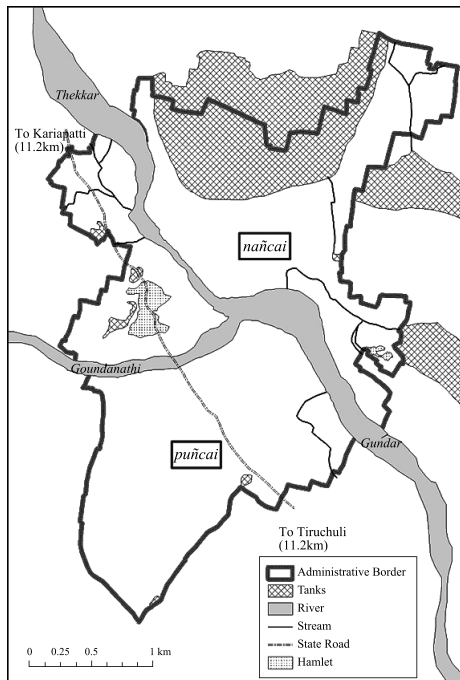 Thekkar
To Kariapatti
(11.2km)
nañcai
Goundanathi
Gundar
puñcai
To Tiruchuli
(11.2km)
Administrative Border
Tanks
River
Stream
State Road
Hamlet
0 0.25 0.5 1 km